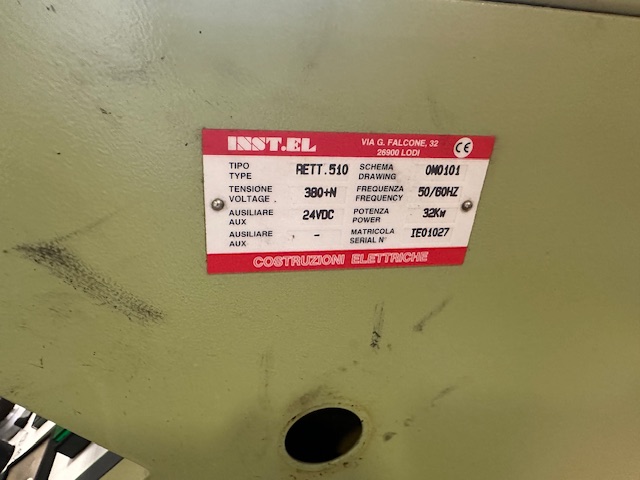 INST.EL
VIA G. FALCONE, 32
26900 LODI
CE
TIPO TYPE RETT.510 SCHEMA DRAWING OM0101
TENSIONE VOLTAGE 380+N FREQUENZA FREQUENCY 50/60HZ
AUSILIARE AUX 24VDC POTENZA POWER 32Kw
AUSILIARE AUX - MATRICOLA SERIAL N° IE01027
COSTRUZIONI ELETTRICHE